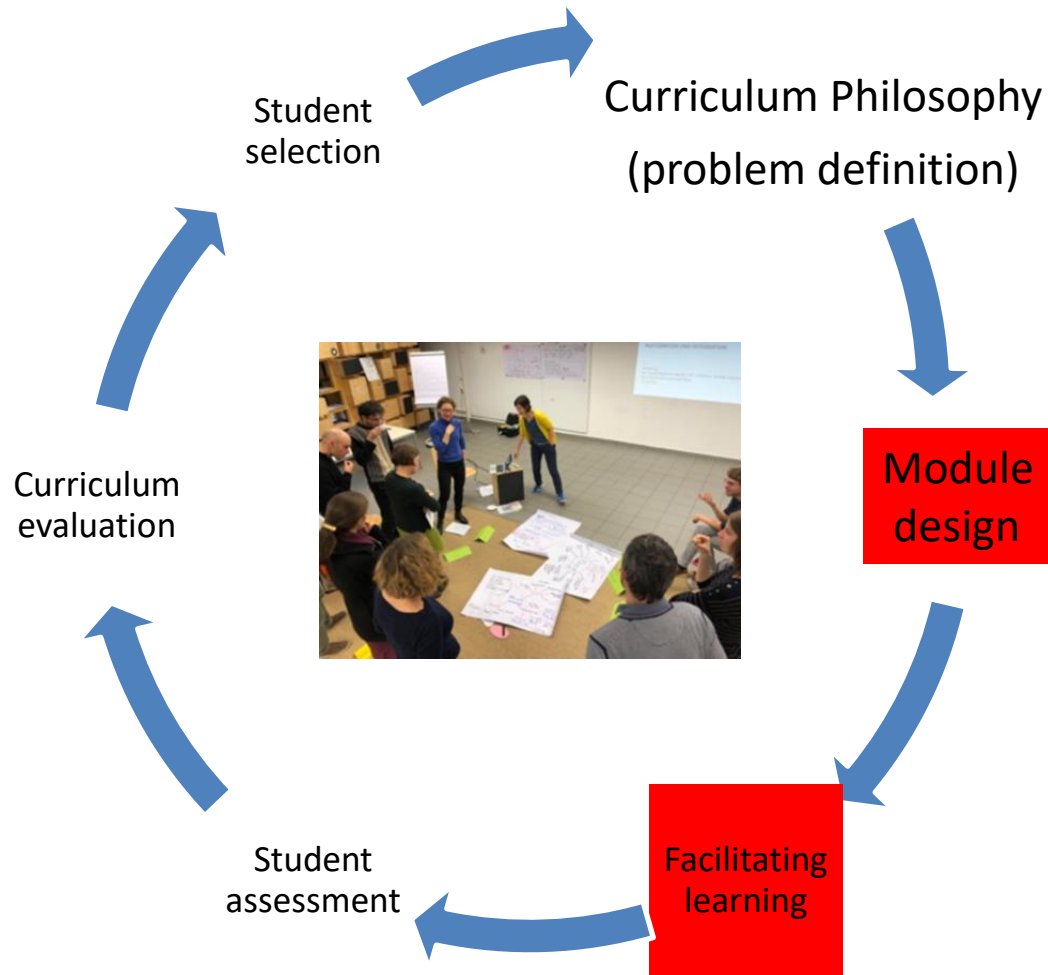 Student
selection
Curriculum Philosophy
(problem definition)
Module
design
Facilitating
learning
Student
assessment
Curriculum
evaluation